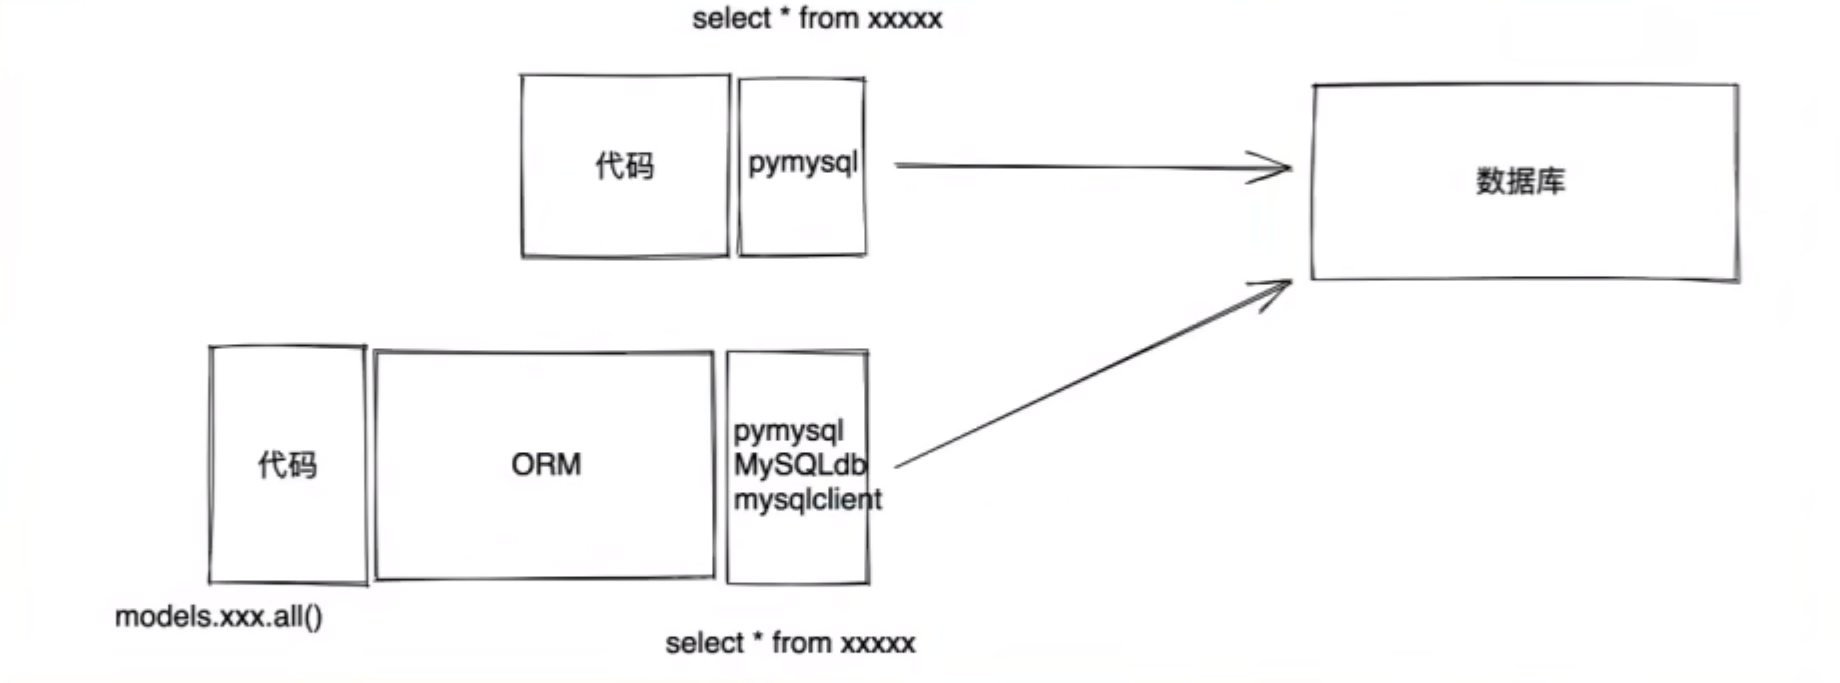 select * from xxxxx
代码
pymysql
数据库
代码
ORM
pymysql
MySQLdb
mysqlclient
models.xxx.all()
select * from xxxxx